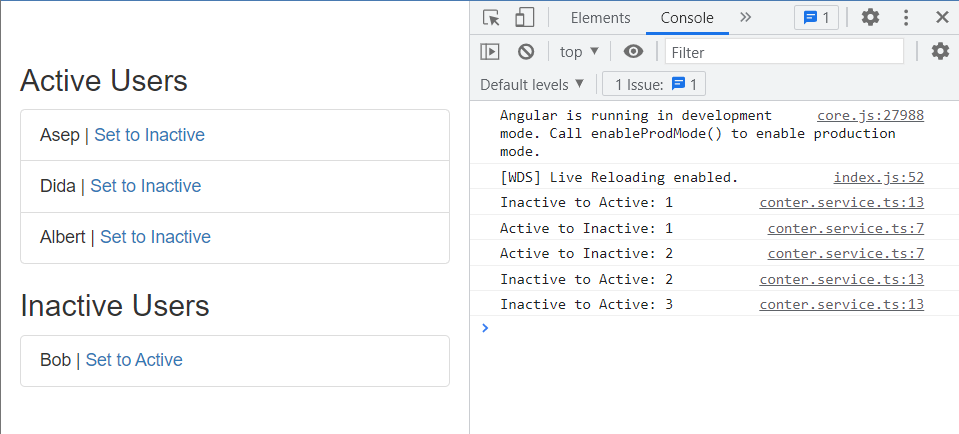 Active Users
Asep | Set to Inactive
Dida | Set to Inactive
Albert | Set to Inactive
Inactive Users
Bob | Set to Active
Elements Console 1
top Filter
Default levels 1 Issue: 1
Angular is running in development core.js:27988
mode. Call enableProdMode() to enable production
mode.
[WDS] Live Reloading enabled. index.js:52
Inactive to Active: 1 conter.service.ts:13
Active to Inactive: 1 conter.service.ts:7
Active to Inactive: 2 conter.service.ts:7
Inactive to Active: 2 conter.service.ts:13
Inactive to Active: 3 conter.service.ts:13